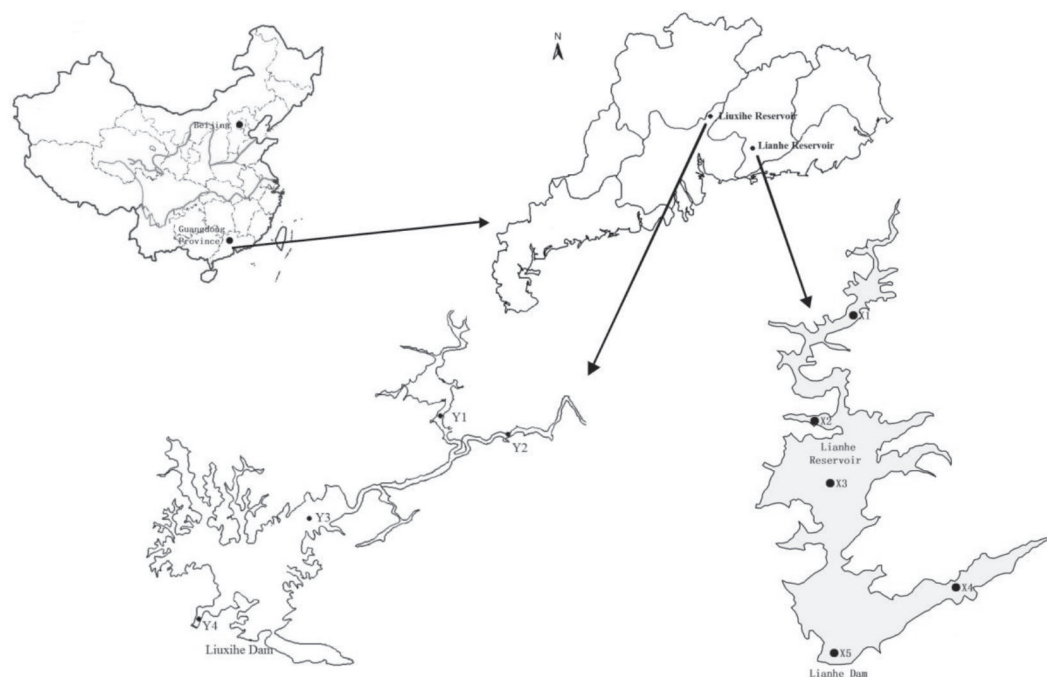 Beijing
Guangdong
Province
N
Liuxihe Reservoir
Lianhe Reservoir
Y1
Y2
Y3
Y4
Liuxihe Dam
X1
X2
Lianhe
Reservoir
X3
X4
X5
Lianhe Dam